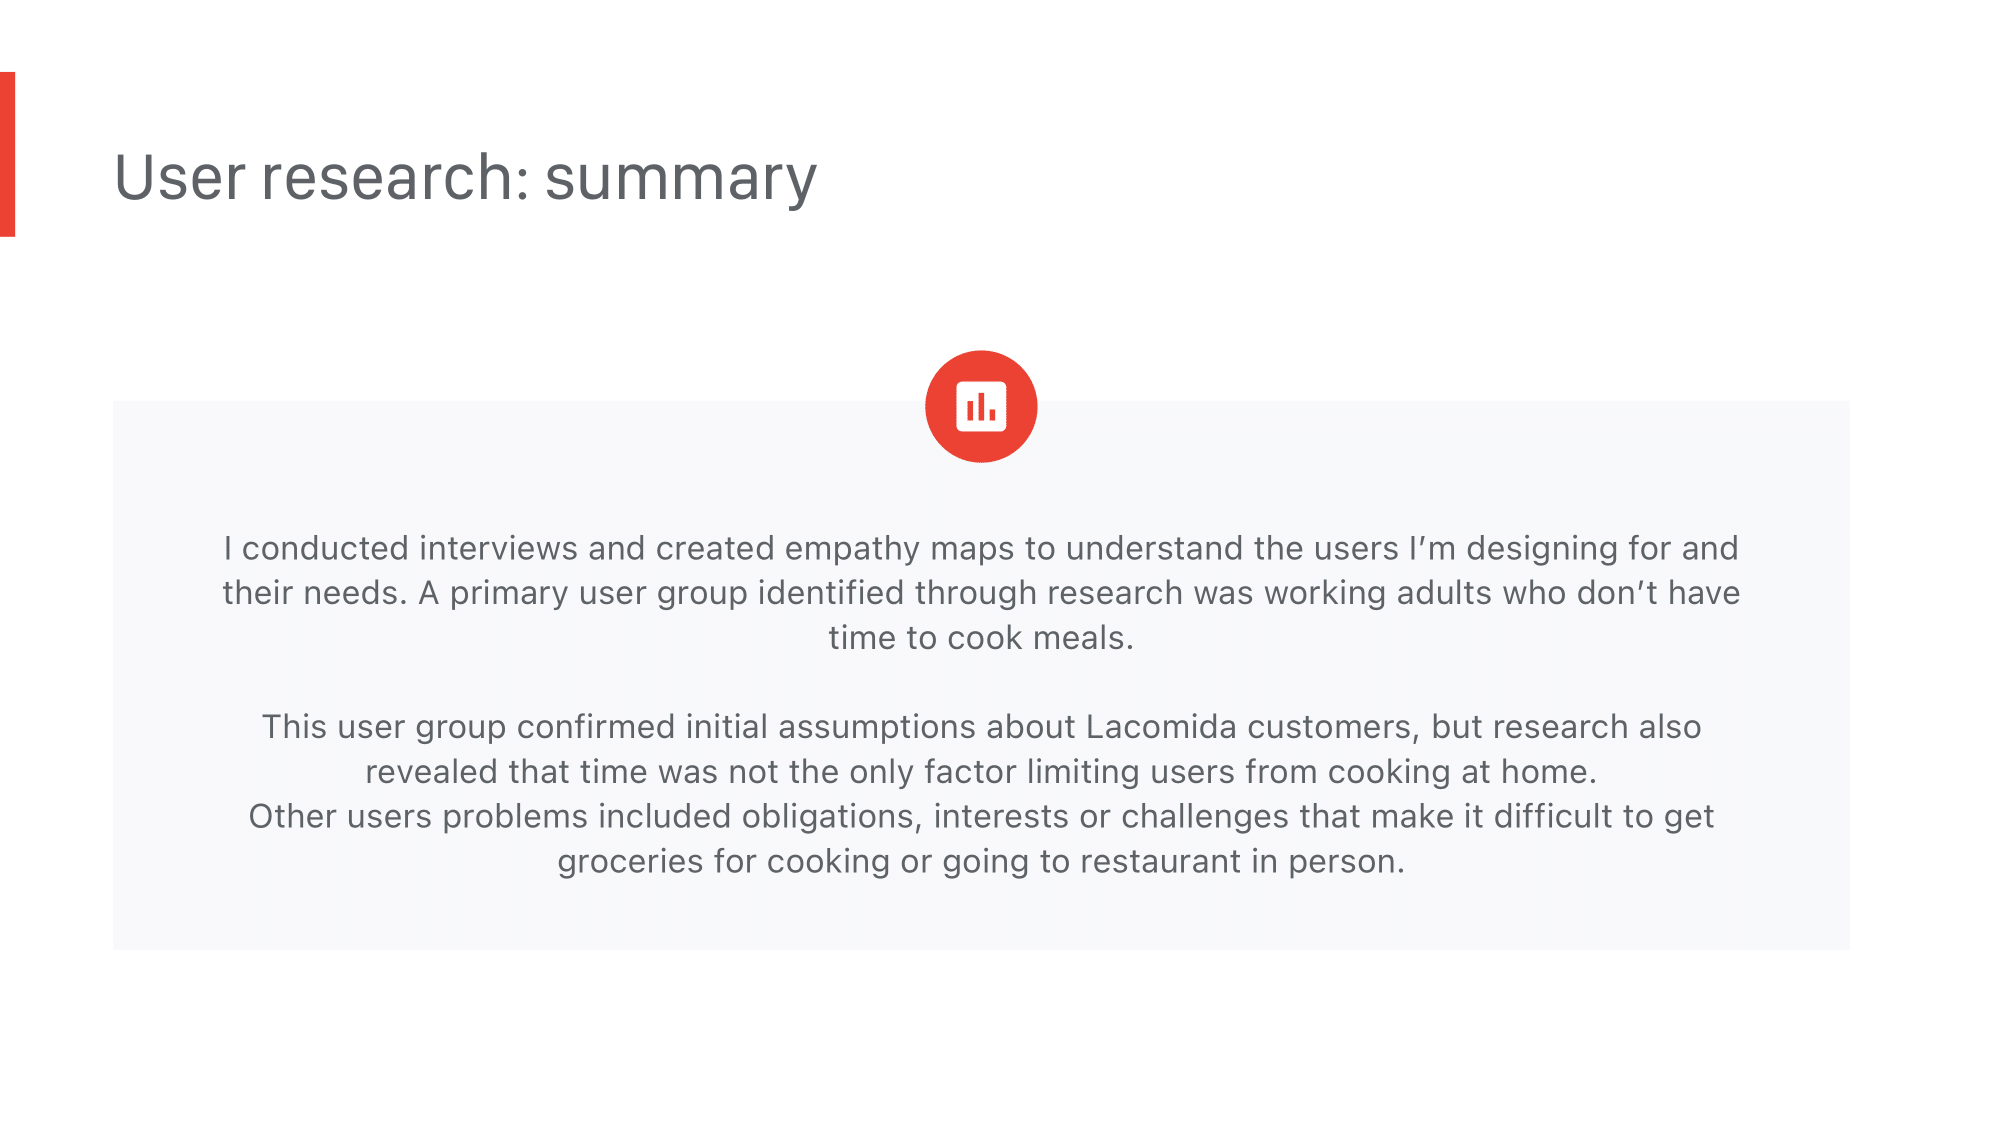 User research: summary
I conducted interviews and created empathy maps to understand the users I’m designing for and
their needs. A primary user group identified through research was working adults who don’t have
time to cook meals.
This user group confirmed initial assumptions about Lacomida customers, but research also
revealed that time was not the only factor limiting users from cooking at home.
Other users problems included obligations, interests or challenges that make it difficult to get
groceries for cooking or going to restaurant in person.